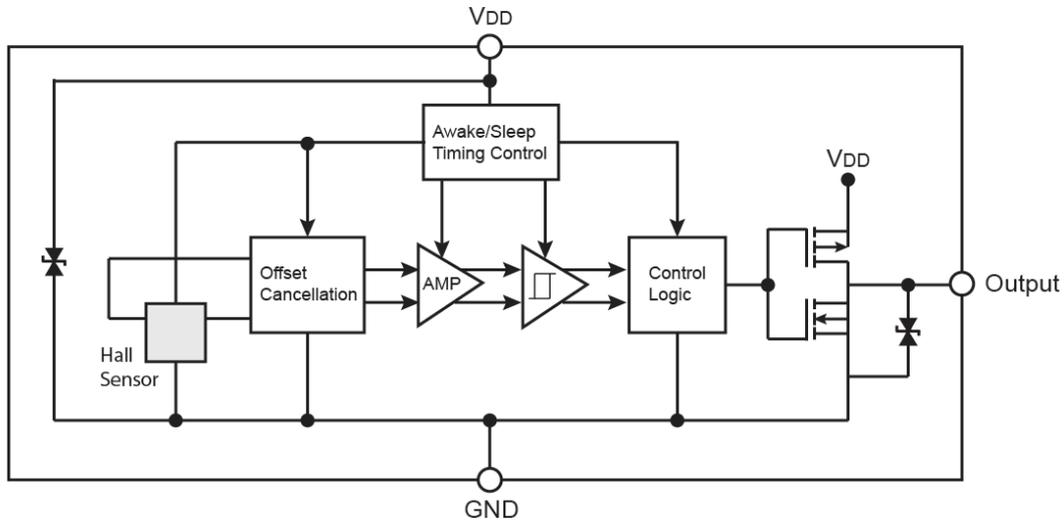 VDD
Awake/Sleep
Timing Control
VDD
Offset
Cancellation
AMP
Control
Logic
Output
Hall
Sensor
GND